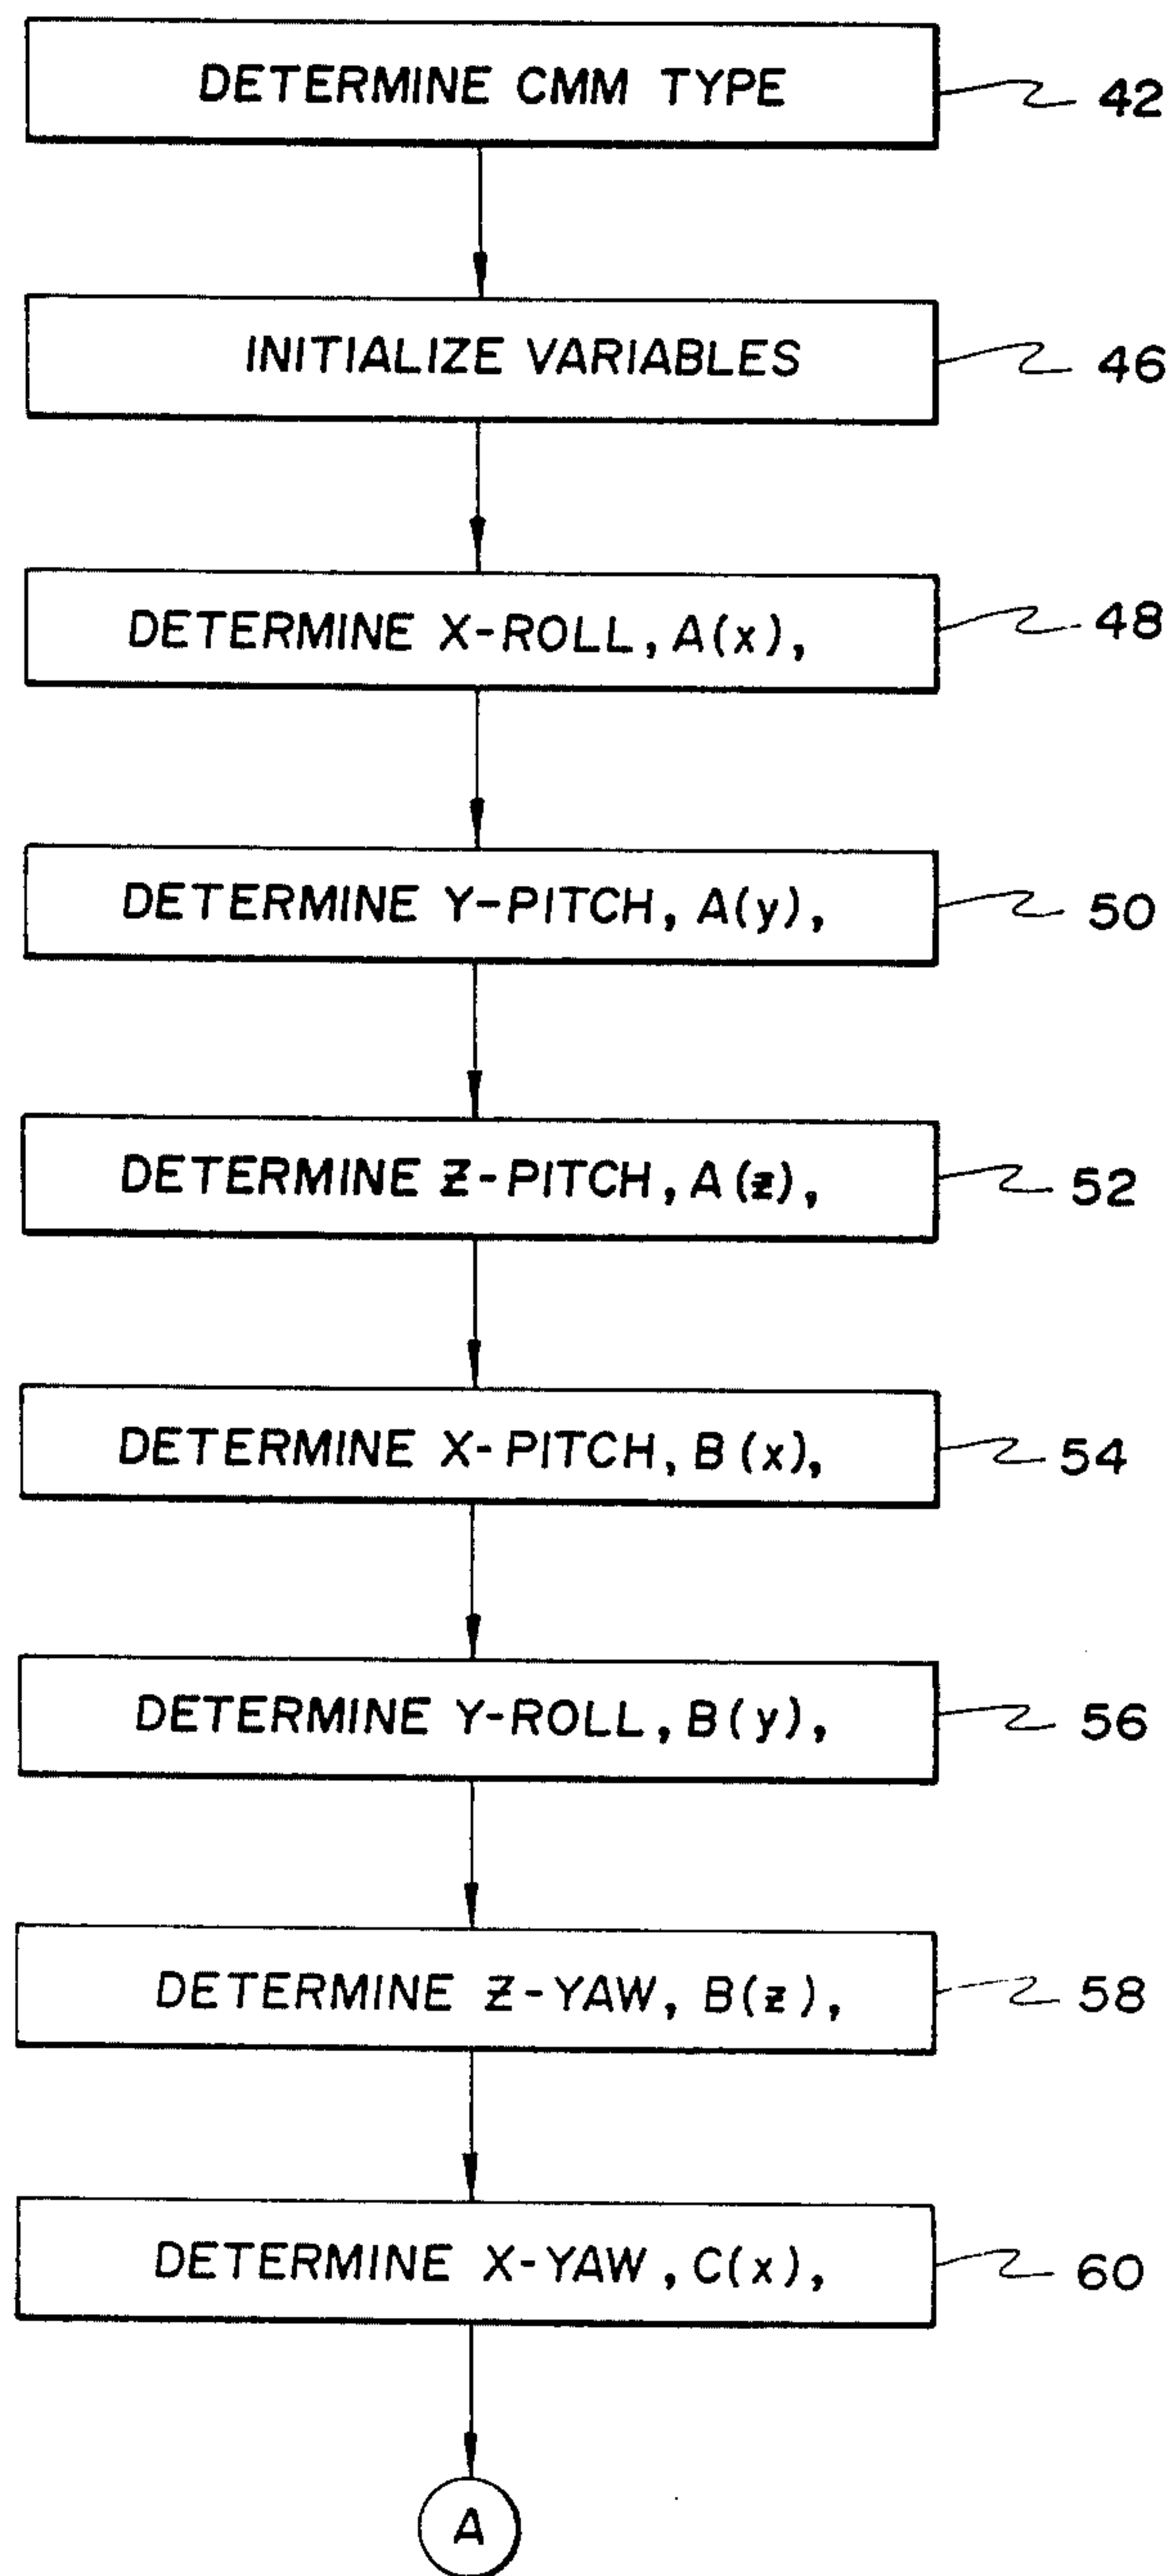 DETERMINE CMM TYPE
42
INITIALIZE VARIABLES
46
DETERMINE X-ROLL, A(x),
48
DETERMINE Y-PITCH, A(y),
50
DETERMINE Z-PITCH, A(z),
52
DETERMINE X-PITCH, B(x),
54
DETERMINE Y-ROLL, B(y),
56
DETERMINE Z-YAW, B(z),
58
DETERMINE X-YAW, C(x),
60
A